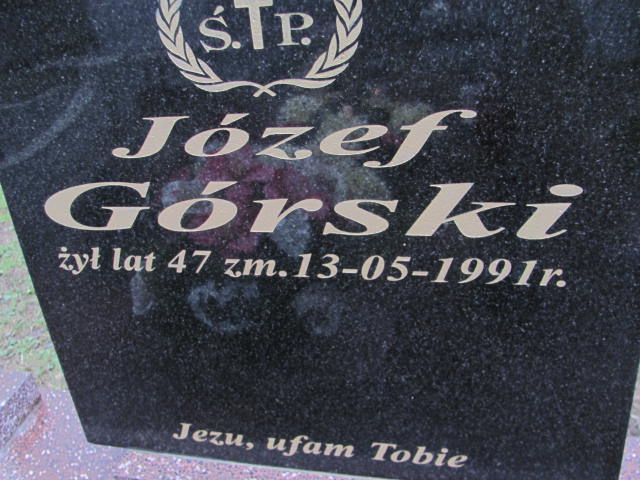 Ś.P.
Józef
Górski
żył lat 47 zm.13-05-1991r.
Jezu, ufam Tobie